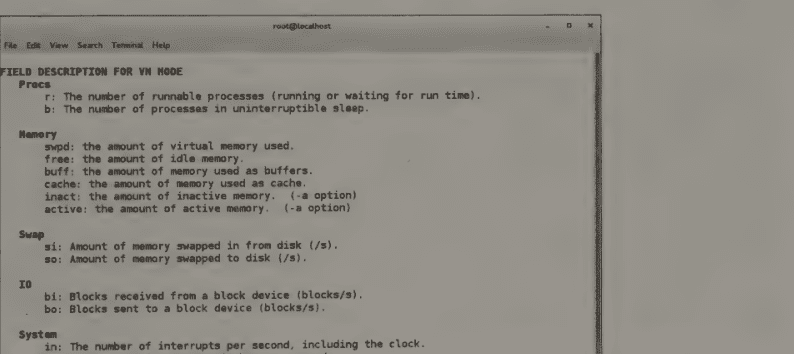 root@localhost
File Edit View Search Terminal Help
FIELD DESCRIPTION FOR VM MODE
Procs
r: The number of runnable processes (running or waiting for run time).
b: The number of processes in uninterruptible sleep.
Memory
swpd: the amount of virtual memory used.
free: the amount of idle memory.
buff: the amount of memory used as buffers.
cache: the amount of memory used as cache.
inact: the amount of inactive memory. (-a option)
active: the amount of active memory. (-a option)
Swap
si: Amount of memory swapped in from disk (/s).
so: Amount of memory swapped to disk (/s).
IO
bi: Blocks received from a block device (blocks/s).
bo: Blocks sent to a block device (blocks/s).
System
in: The number of interrupts per second, including the clock.